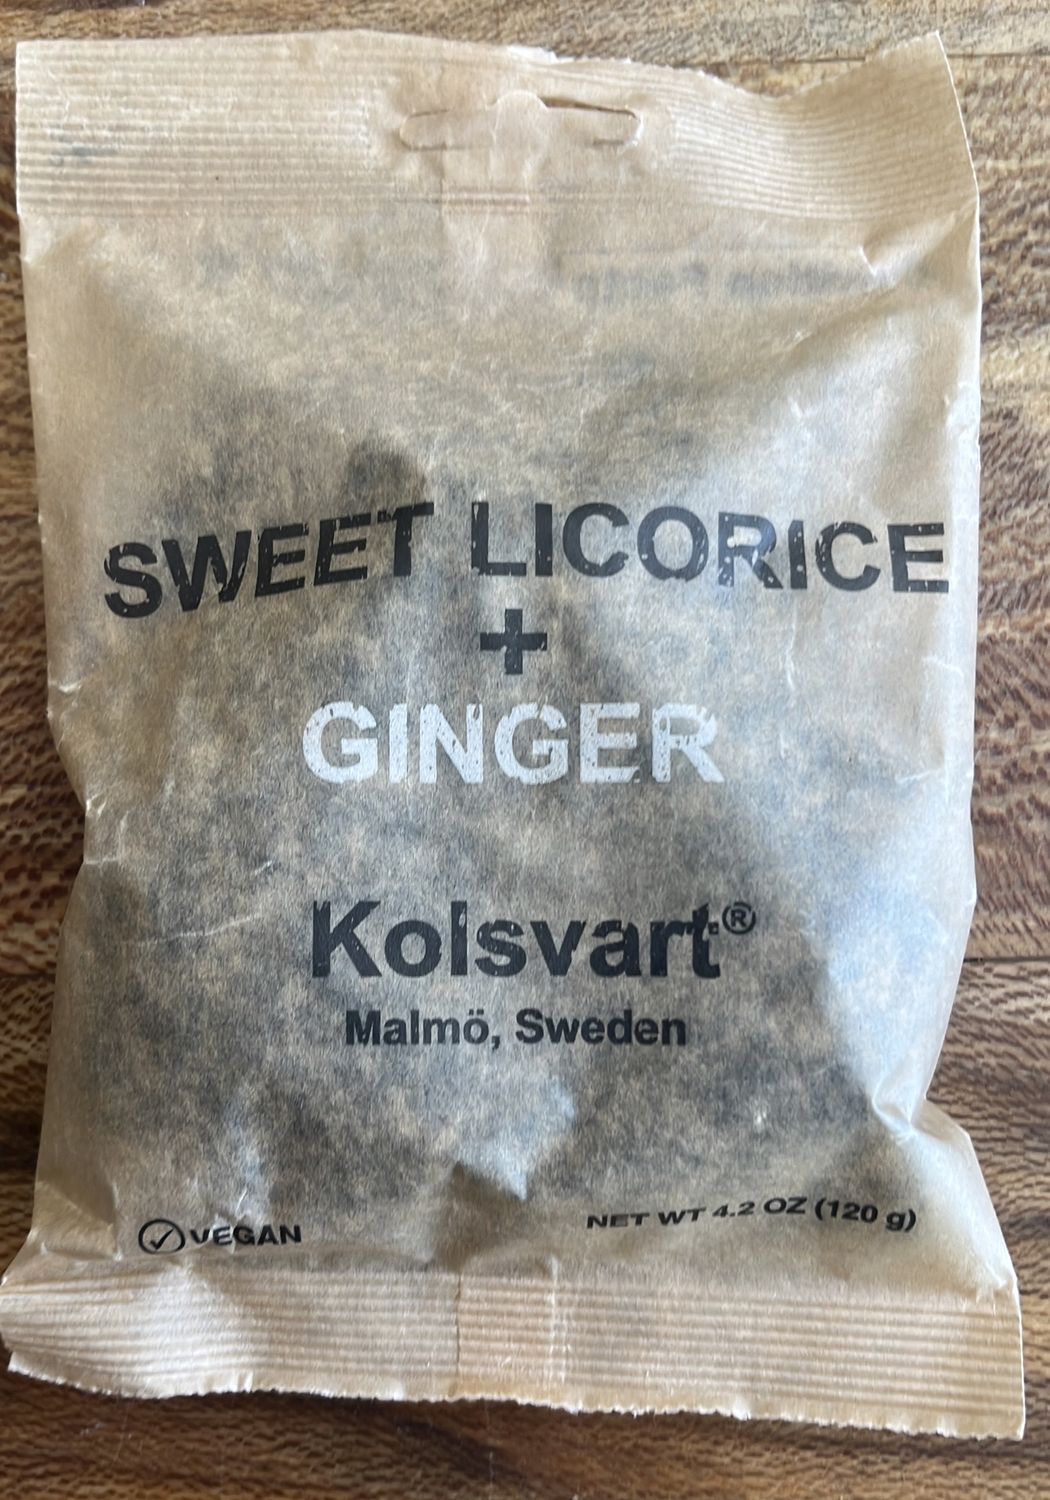 SWEET LICORICE
+
GINGER
Kolsvart®
Malmö, Sweden
VEGAN
NET WT 4.2 OZ (120 g)